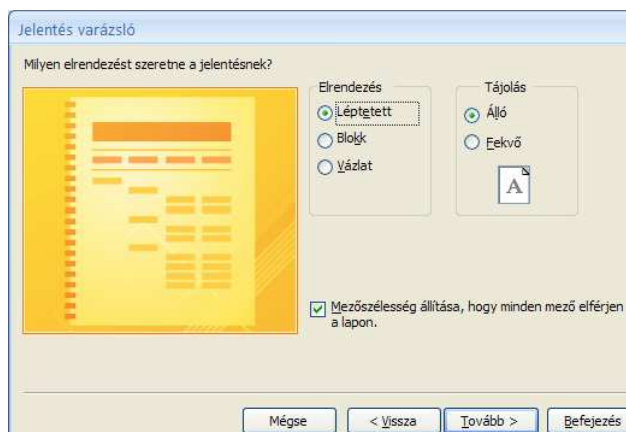 Jelentés varázsló
Milyen elrendezést szeretne a jelentésnek?
Elrendezés
Léptetett
Blokk
Vázlat
Tájolás
Álló
Fekvő
A
Mezőszélesség állítása, hogy minden mező elférjen
a lapon.
Mégse
< Vissza
Tovább >
Befejezés